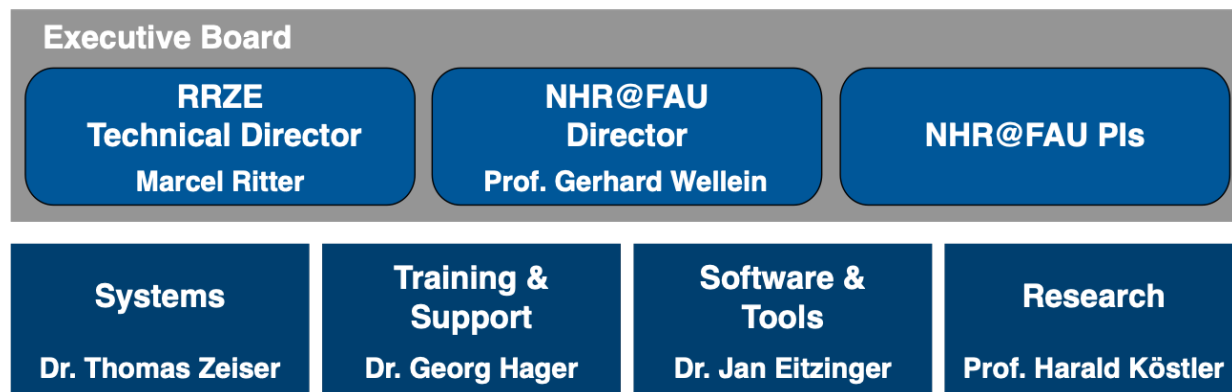 Executive Board
RRZE
Technical Director
Marcel Ritter
NHR@FAU
Director
Prof. Gerhard Wellein
NHR@FAU PIs
Systems
Dr. Thomas Zeiser
Training &
Support
Dr. Georg Hager
Software &
Tools
Dr. Jan Eitzinger
Research
Prof. Harald Köstler